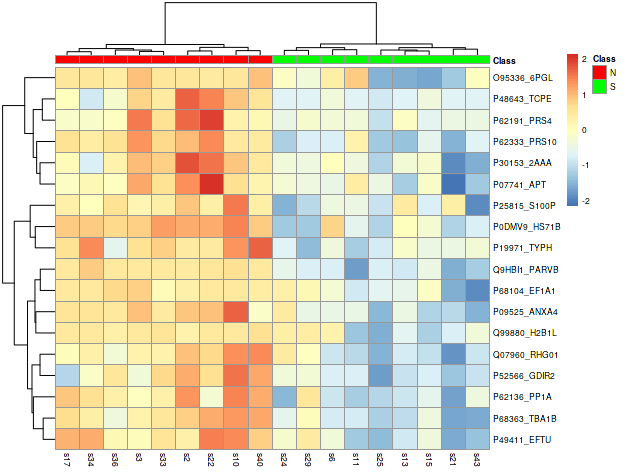 Class
O95336_6PGL
P48643_TCPE
P62191_PRS4
P62333_PRS10
P30153_2AAA
P07741_APT
P25815_S100P
P0DMV9_HS71B
P19971_TYPH
Q9HBI1_PARVB
P68104_EF1A1
P09525_ANXA4
Q99880_H2B1L
Q07960_RHG01
P52566_GDIR2
P62136_PP1A
P68363_TBA1B
P49411_EFTU
s17 s34 s36 s3 s33 s2 s22 s10 s40 s24 s29 s6 s11 s25 s13 s15 s21 s43
2
1
0
-1
-2
Class
N
S